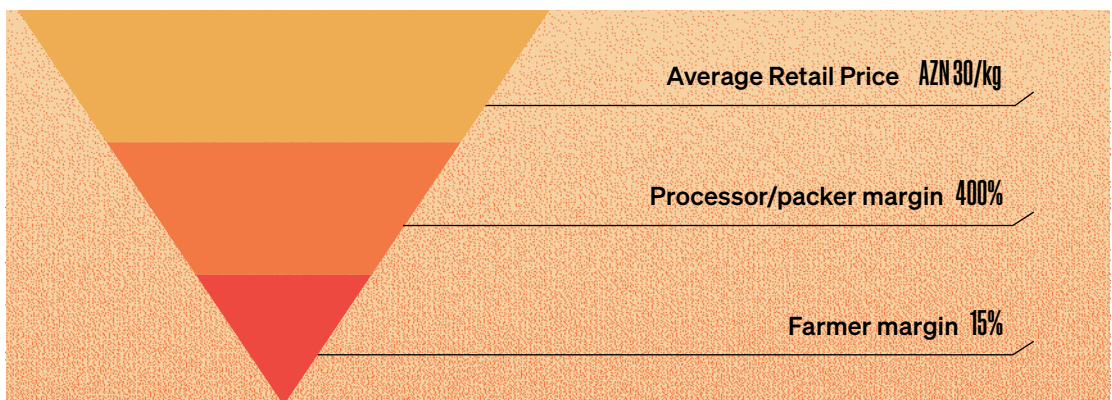 Average Retail Price AZN 30/kg
Processor/packer margin 400%
Farmer margin 15%